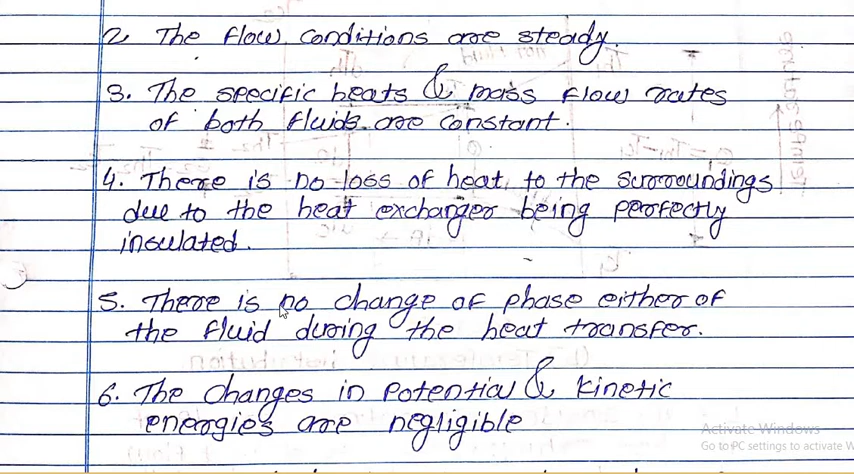 2. The flow conditions are steady.
3. The specific heats & mass flow rates
of both fluids are constant.
4. There is no loss of heat to the surroundings
due to the heat exchanger being perfectly
insulated.
5. There is no change of phase either of
the fluid during the heat transfer.
6. The changes in potential & kinetic
energies are negligible
Activate Windows
Go to PC settings to activate W